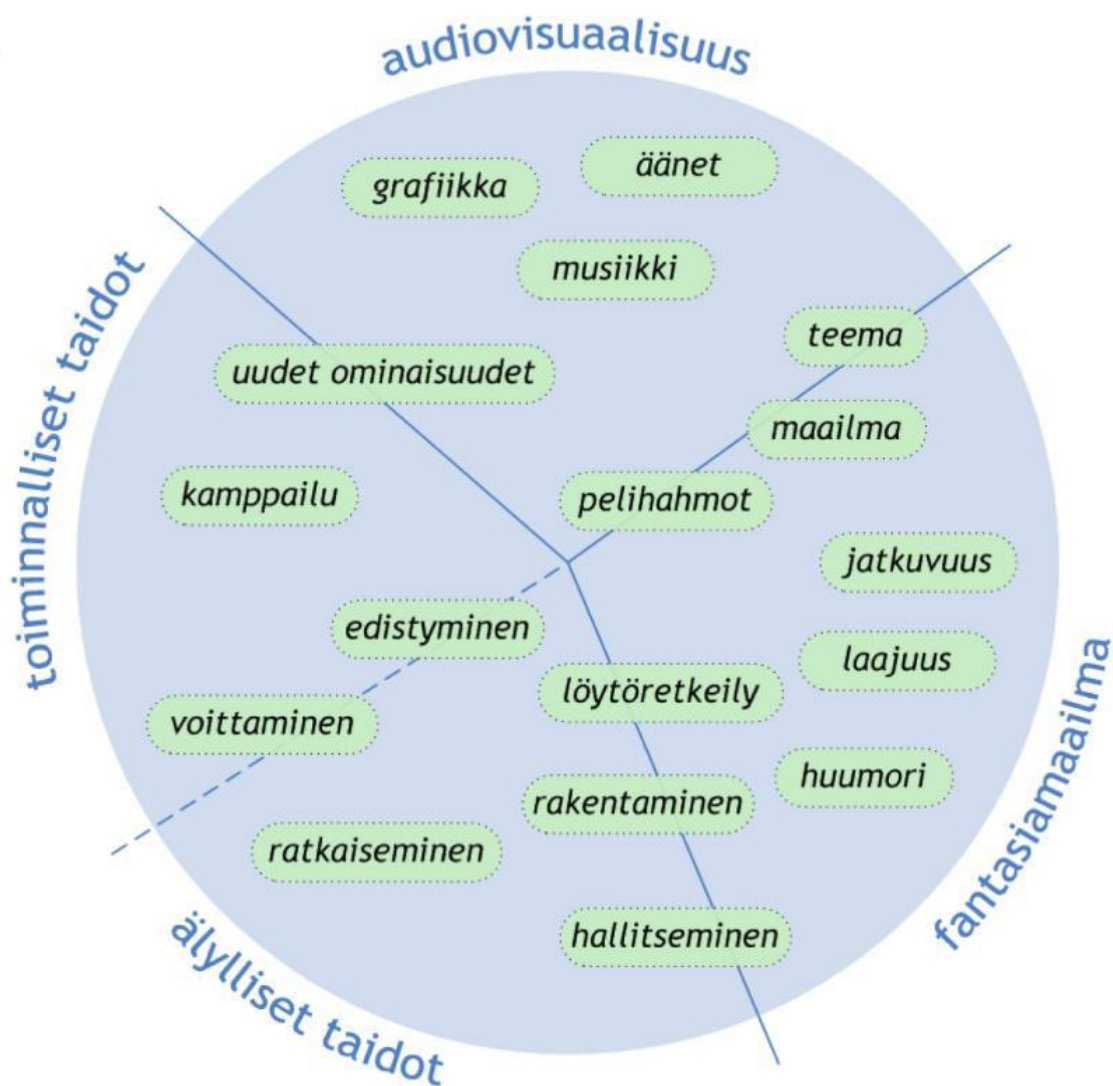 audiovisuaalisuus
äänet
grafiikka
musiikki
teema
toiminnalliset taidot
uudet ominaisuudet
maailma
kamppailu
pelihahmot
jatkuvuus
edistyminen
laajuus
löytöretkeily
voittaminen
huumori
fantasiamaailma
rakentaminen
ratkaiseminen
hallitseminen
älylliset taidot